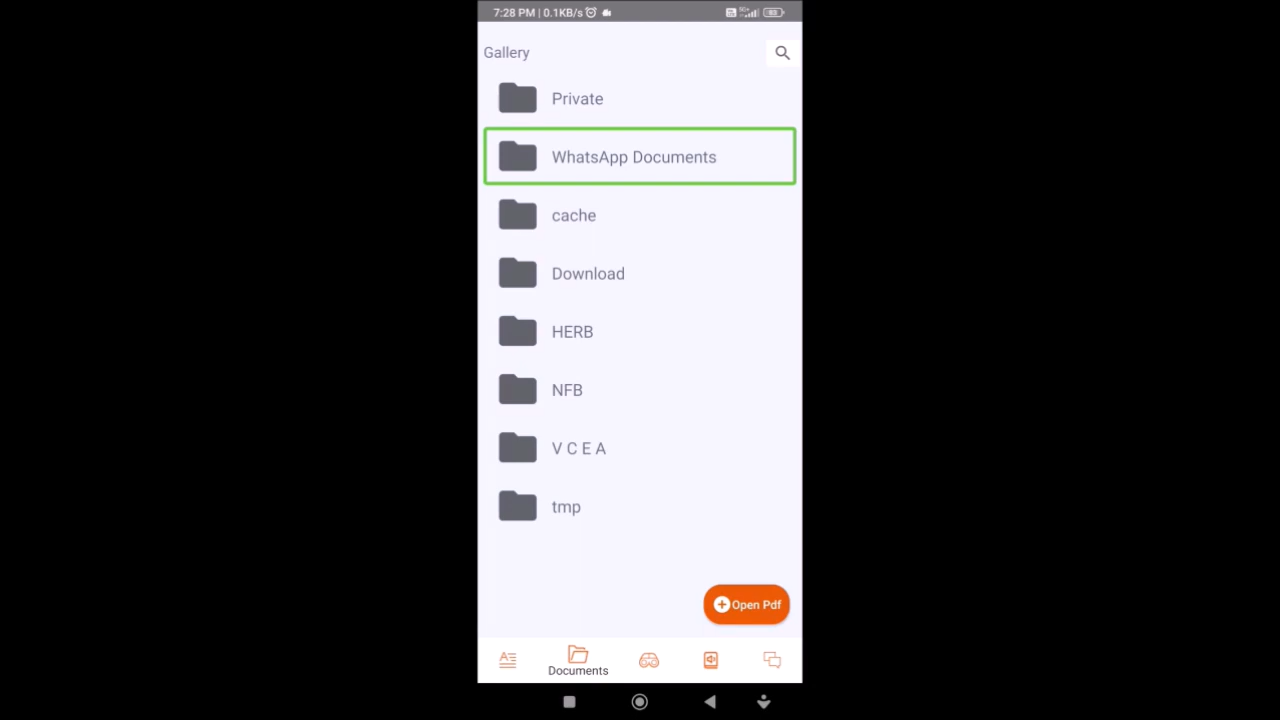 7:28 PM | 0.1KB/s
Gallery
Private
WhatsApp Documents
cache
Download
HERB
NFB
V C E A
tmp
Open Pdf
Documents